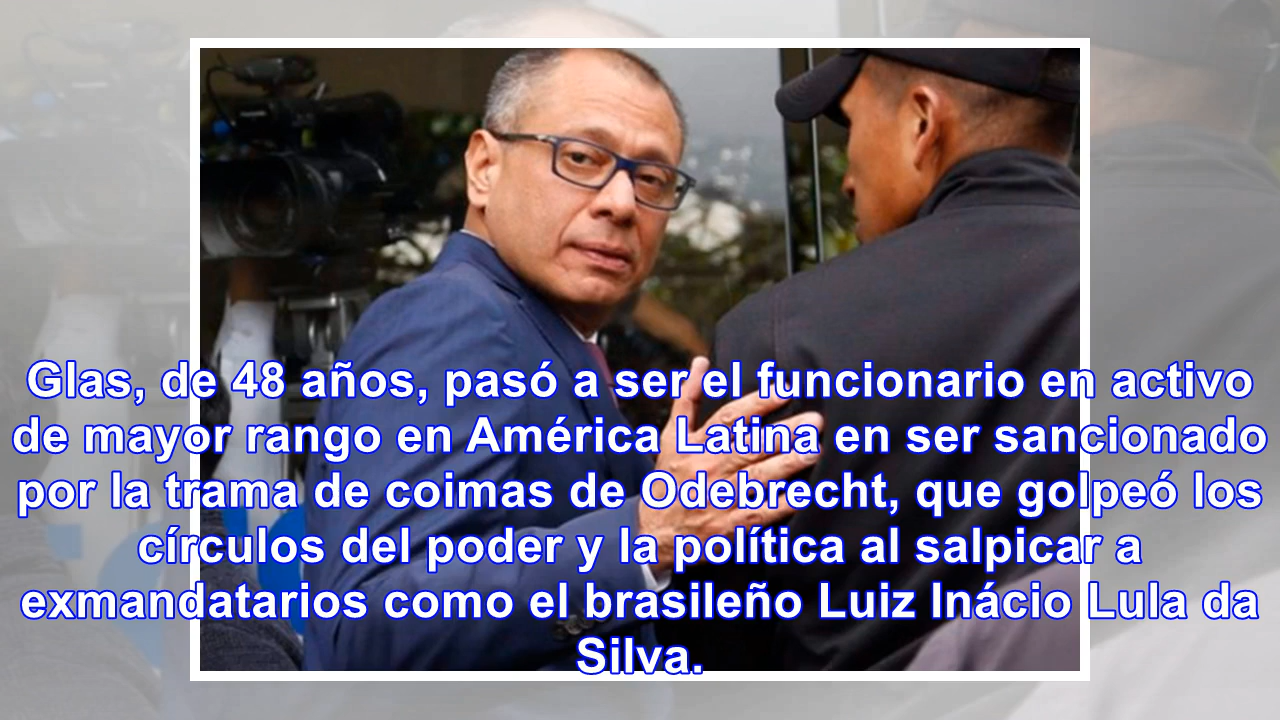 Glas, de 48 años, pasó a ser el funcionario en activo
de mayor rango en América Latina en ser sancionado
por la trama de coimas de Odebrecht, que golpeó los
círculos del poder y la política al salpicar a
exmandatarios como el brasileño Luiz Inácio Lula da
Silva.